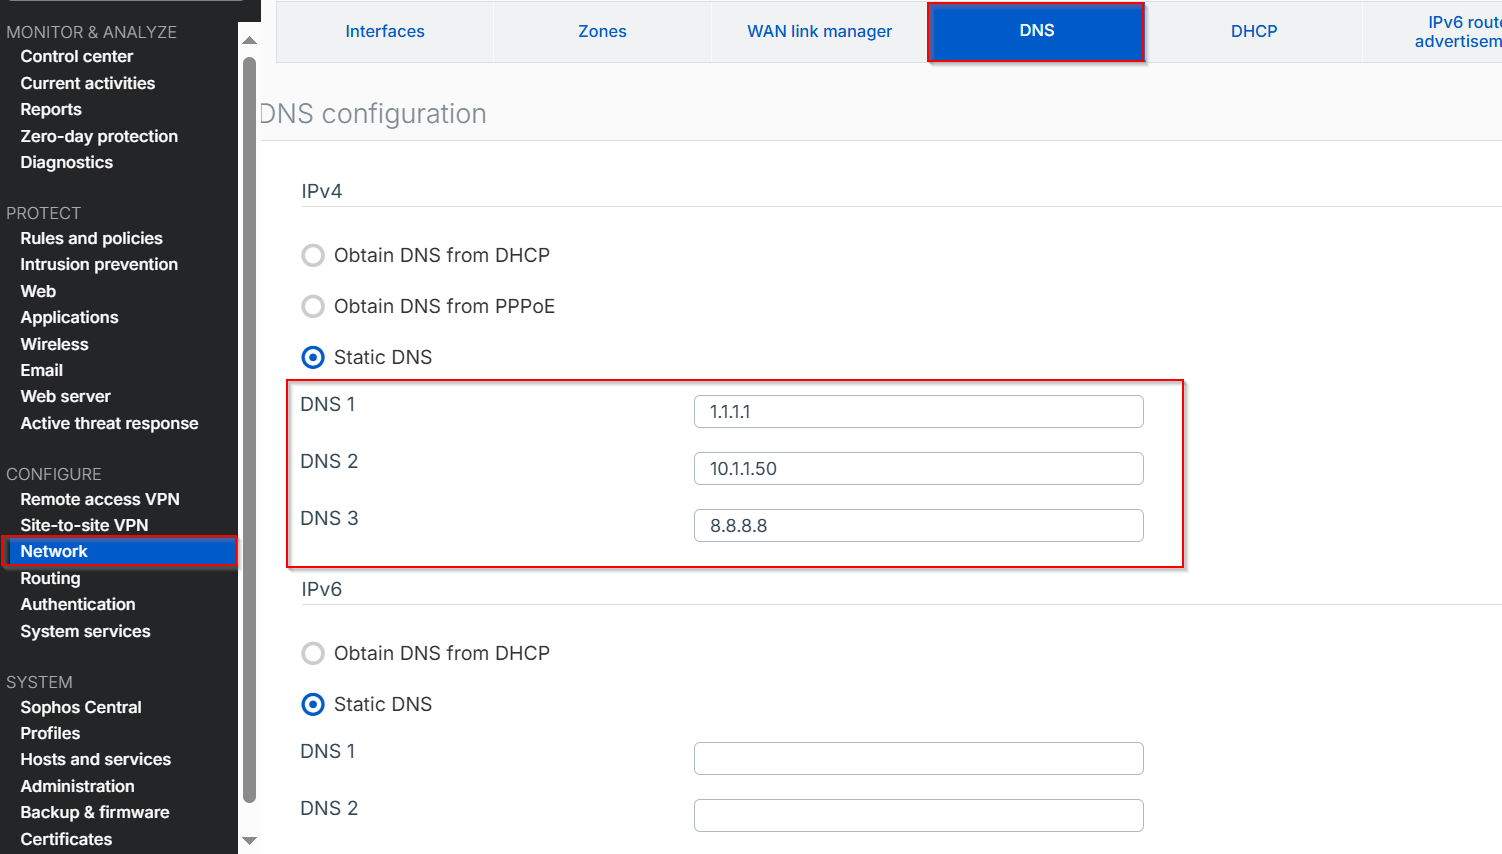 MONITOR & ANALYZE
Control center
Current activities
Reports
Zero-day protection
Diagnostics
PROTECT
Rules and policies
Intrusion prevention
Web
Applications
Wireless
Email
Web server
Active threat response
CONFIGURE
Remote access VPN
Site-to-site VPN
Network
Routing
Authentication
System services
SYSTEM
Sophos Central
Profiles
Hosts and services
Administration
Backup & firmware
Certificates
Interfaces
Zones
WAN link manager
DNS
DHCP
IPv6 route
advertisem
DNS configuration
IPv4
Obtain DNS from DHCP
Obtain DNS from PPPoE
Static DNS
DNS 1
1.1.1.1
DNS 2
10.1.1.50
DNS 3
8.8.8.8
IPv6
Obtain DNS from DHCP
Static DNS
DNS 1
DNS 2